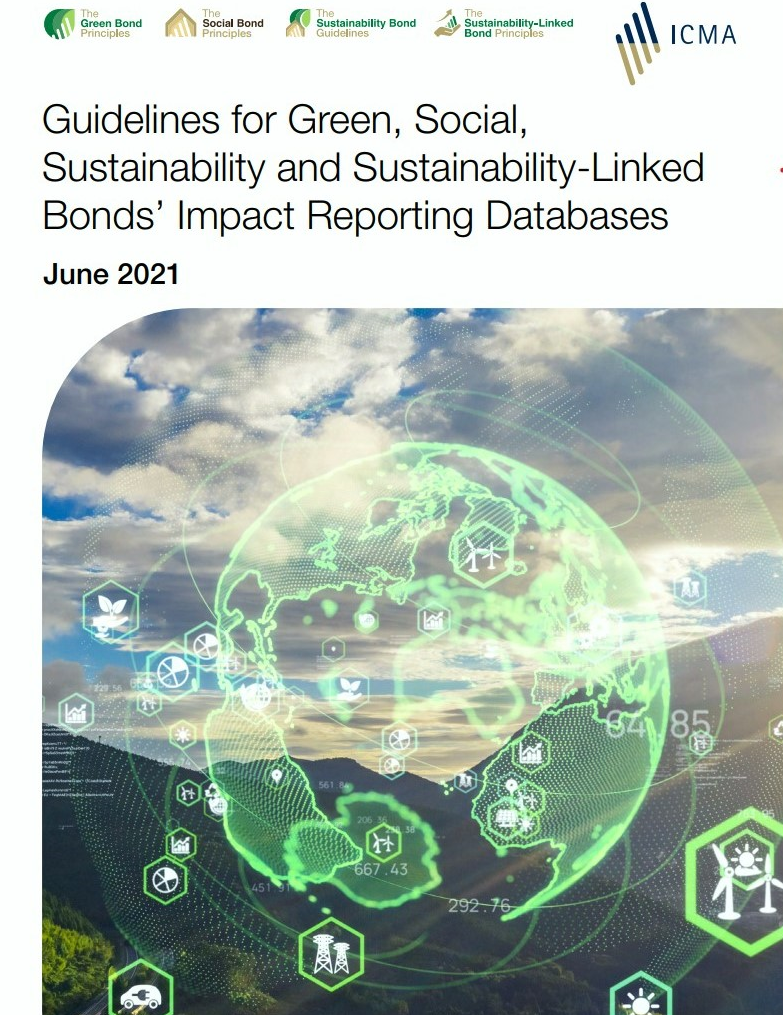 The
Green Bond
Principles
The
Social Bond
Principles
The
Sustainability Bond
Guidelines
The
Sustainability-Linked
Bond Principles
ICMA
Guidelines for Green, Social,
Sustainability and Sustainability-Linked
Bonds’ Impact Reporting Databases
June 2021
64.85
561.84
206.36
667.43
292.76